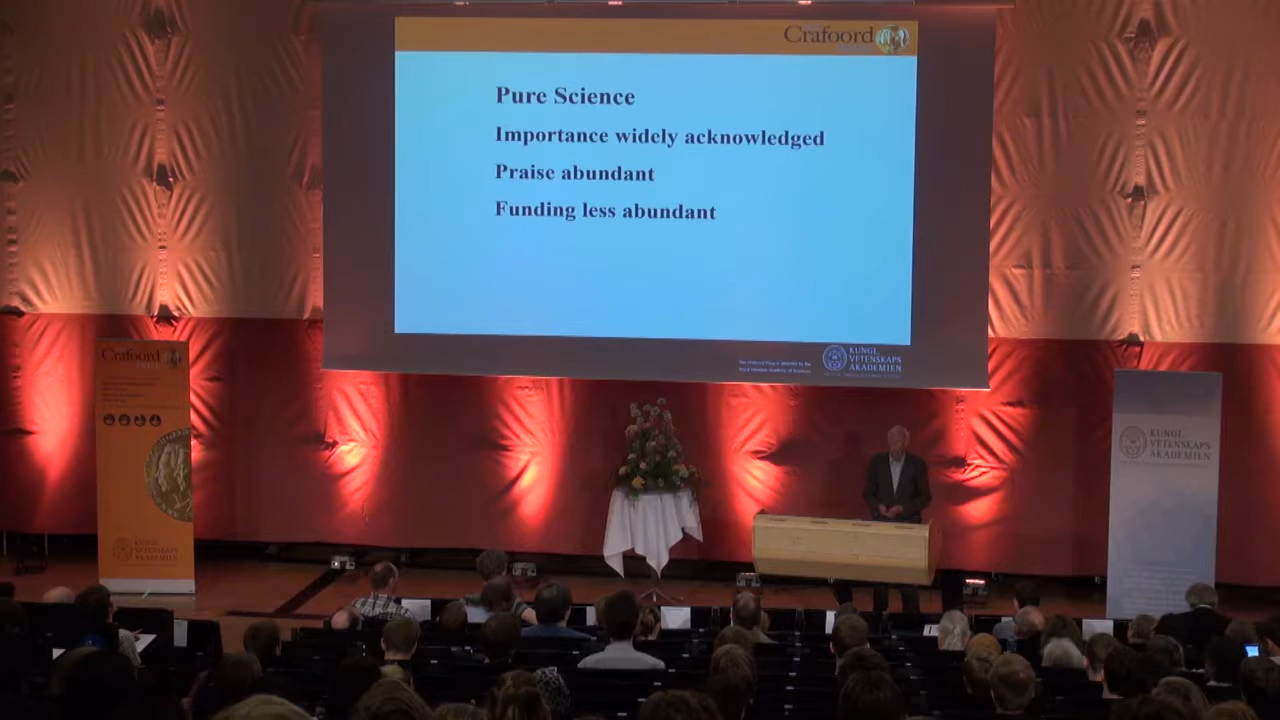 Crafoord
Pure Science
Importance widely acknowledged
Praise abundant
Funding less abundant
KUNGL.
VETENSKAPS
AKADEMIEN
Crafoord
KUNGL.
VETENSKAPS
AKADEMIEN
KUNGL.
VETENSKAPS
AKADEMIEN